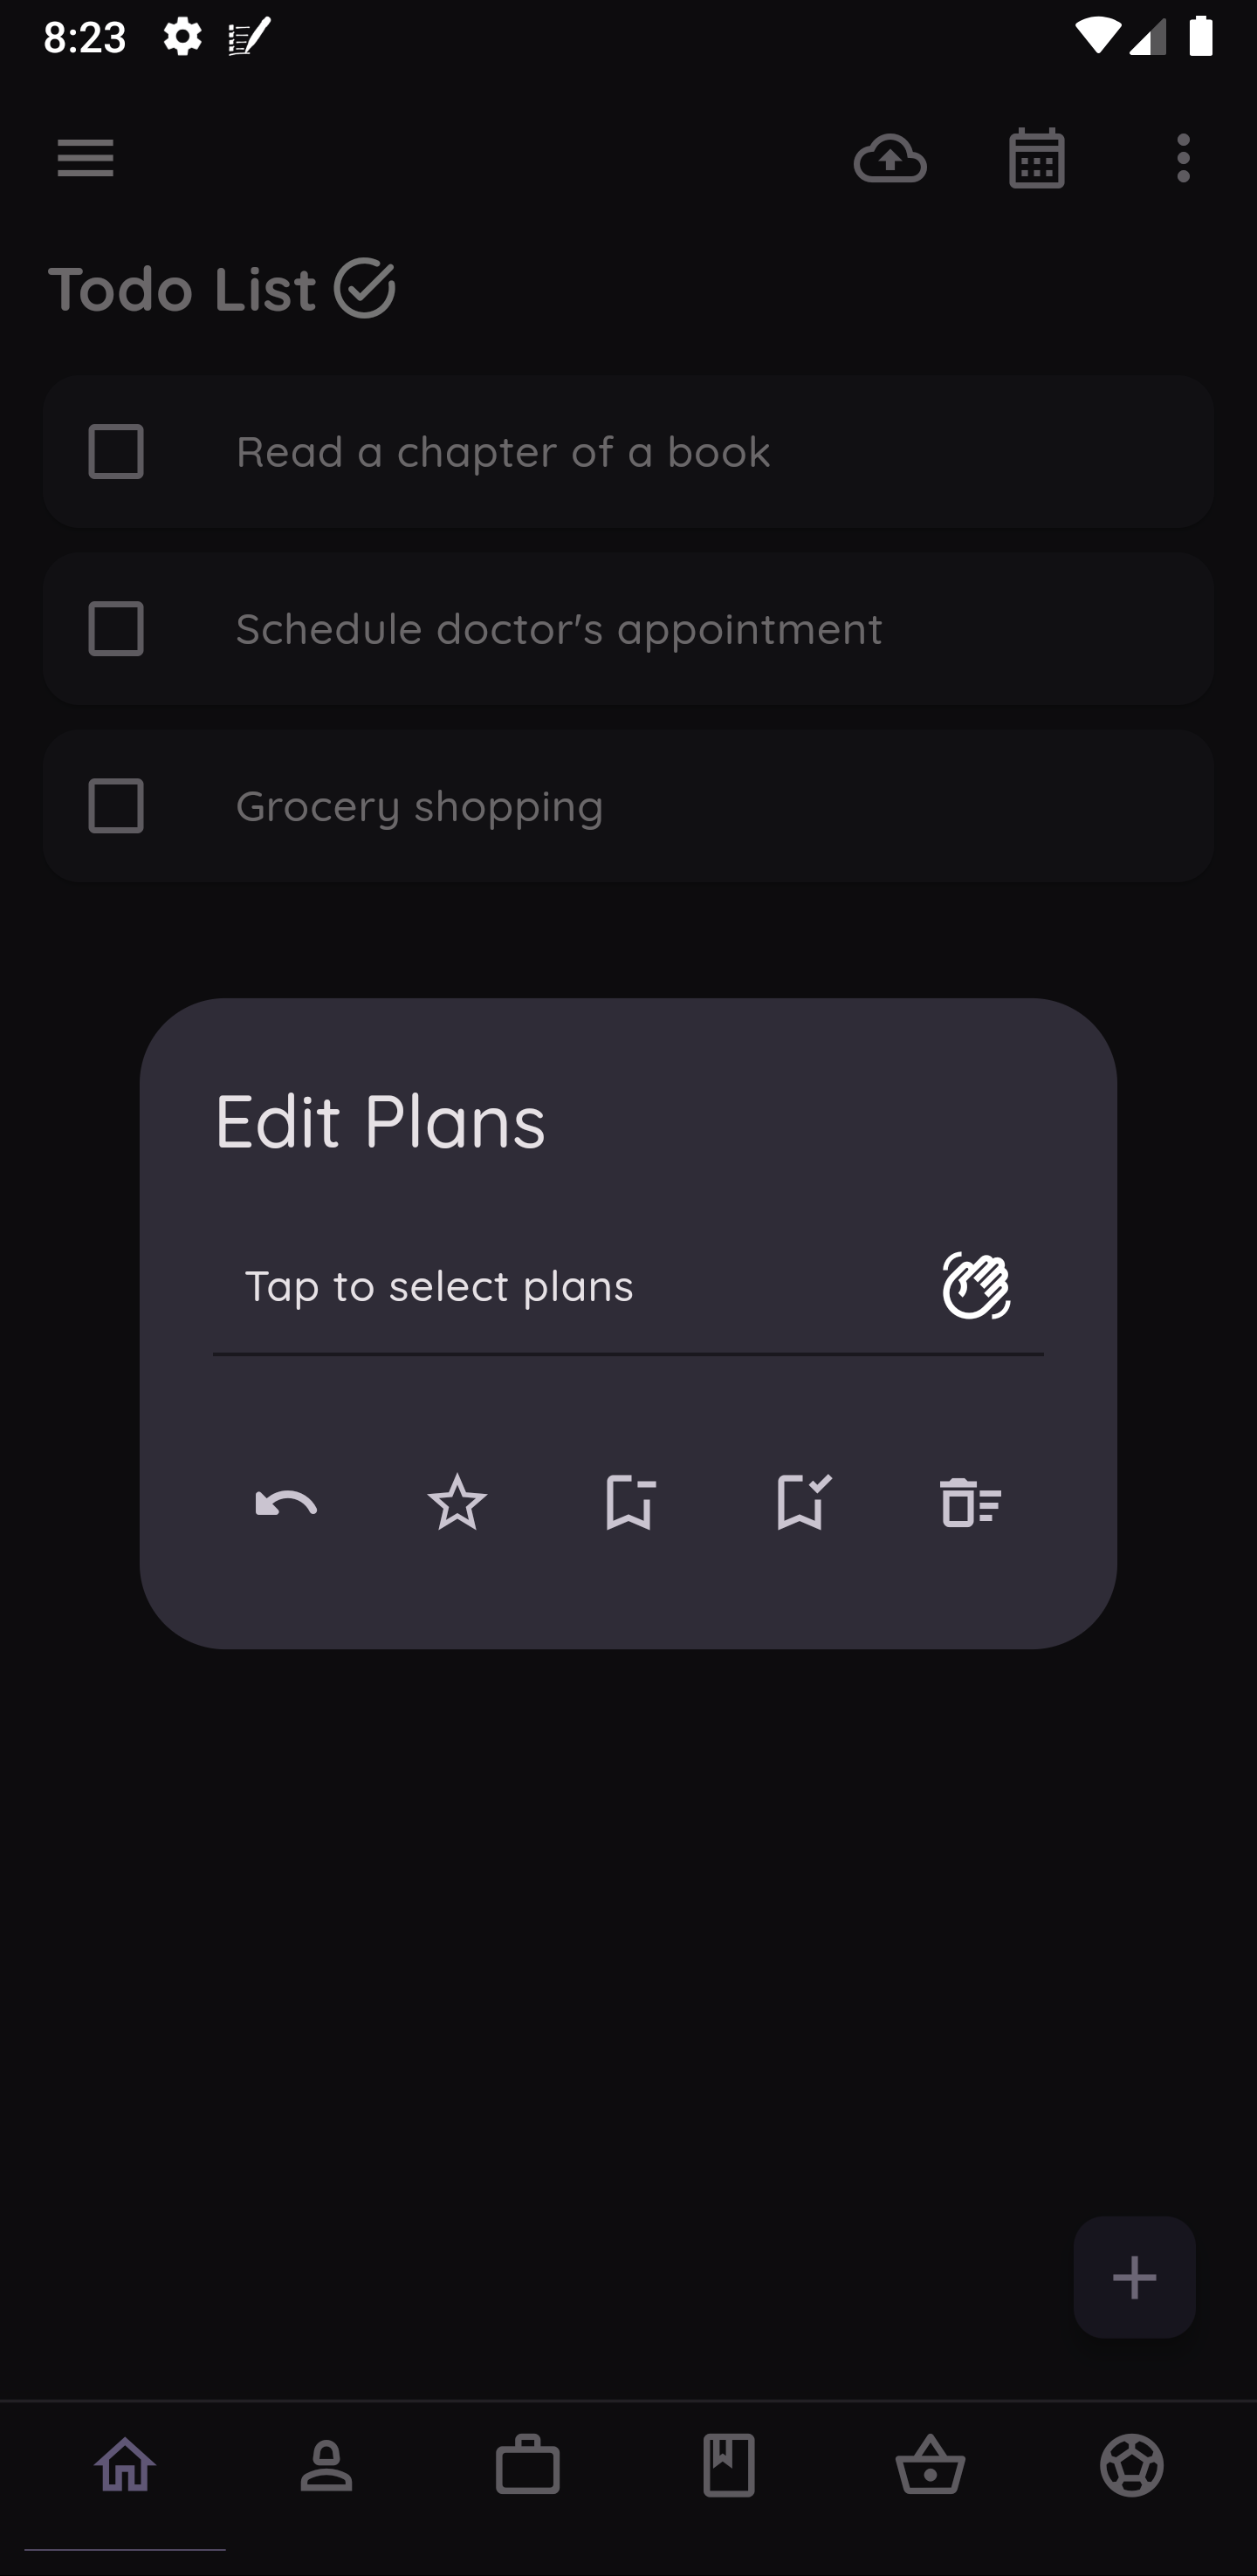 8:23
Todo List
Read a chapter of a book
Schedule doctor's appointment
Grocery shopping
Edit Plans
Tap to select plans